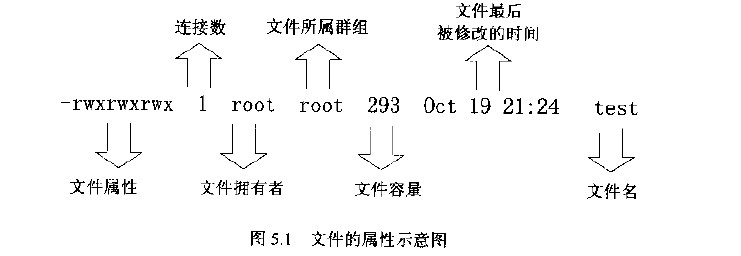 连接数 文件所属群组 文件最后
被修改的时间
-rwxrwxrwx 1 root root 293 Oct 19 21:24 test
文件属性 文件拥有者 文件容量 文件名
图 5.1 文件的属性示意图